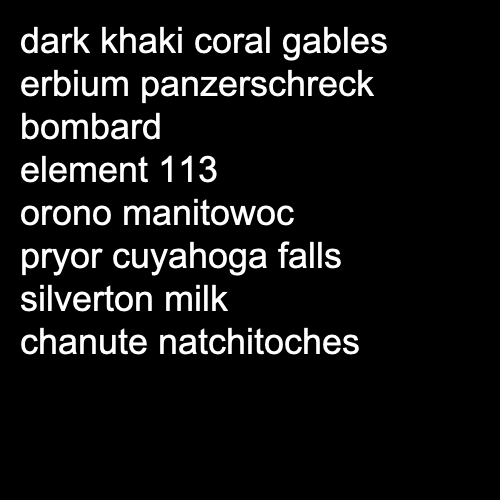 dark khaki coral gables
erbium panzerschreck
bombard
element 113
orono manitowoc
pryor cuyahoga falls
silverton milk
chanute natchitoches